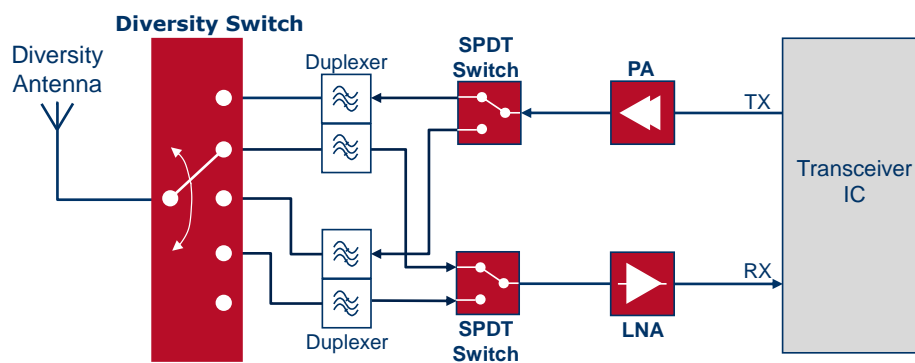 Diversity Switch
Diversity
Antenna
Duplexer
SPDT
Switch
PA
TX
Transceiver
IC
RX
Duplexer
SPDT
Switch
LNA